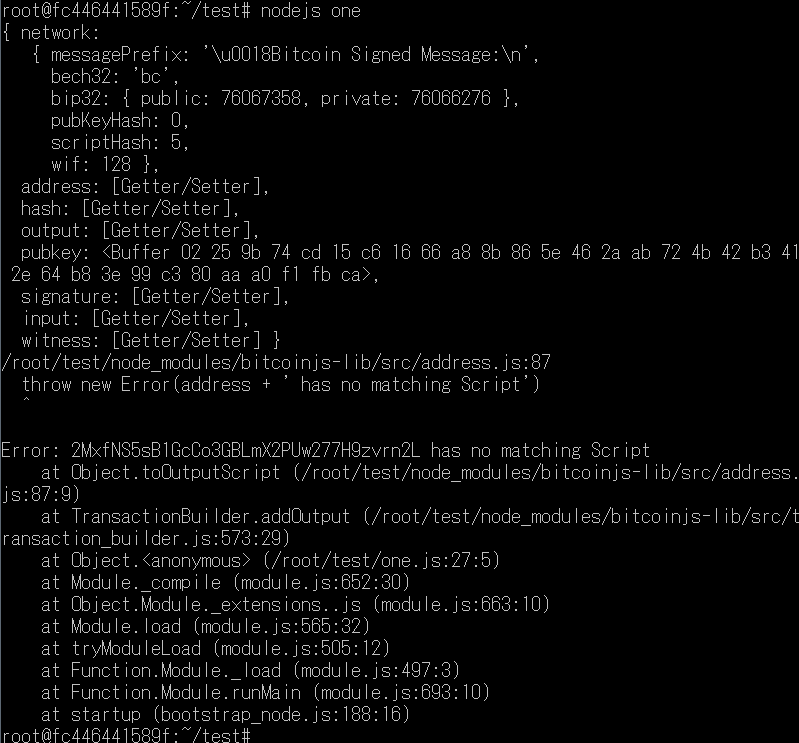 root@fc446441589f:~/test# nodejs one
{ network:
   { messagePrefix: '\u0018Bitcoin Signed Message:\n',
     bech32: 'bc',
     bip32: { public: 76067358, private: 76066276 },
     pubKeyHash: 0,
     scriptHash: 5,
     wif: 128 },
  address: [Getter/Setter],
  hash: [Getter/Setter],
  output: [Getter/Setter],
  pubkey: <Buffer 02 25 9b 74 cd 15 c6 16 66 a8 8b 86 5e 46 2a ab 72 4b 42 b3 41
 2e 64 b8 3e 99 c3 80 aa a0 f1 fb ca>,
  signature: [Getter/Setter],
  input: [Getter/Setter],
  witness: [Getter/Setter] }
/root/test/node_modules/bitcoinjs-lib/src/address.js:87
  throw new Error(address + ' has no matching Script')
  ^

Error: 2MxfNS5sB1GcCo3GBLmX2PUw277H9zvrn2L has no matching Script
    at Object.toOutputScript (/root/test/node_modules/bitcoinjs-lib/src/address.
js:87:9)
    at TransactionBuilder.addOutput (/root/test/node_modules/bitcoinjs-lib/src/t
ransaction_builder.js:573:29)
    at Object.<anonymous> (/root/test/one.js:27:5)
    at Module._compile (module.js:652:30)
    at Object.Module._extensions..js (module.js:663:10)
    at Module.load (module.js:565:32)
    at tryModuleLoad (module.js:505:12)
    at Function.Module._load (module.js:497:3)
    at Function.Module.runMain (module.js:693:10)
    at startup (bootstrap_node.js:188:16)
root@fc446441589f:~/test#